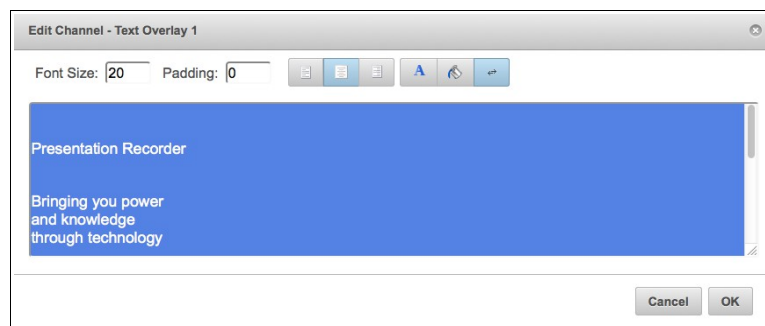 Edit Channel - Text Overlay 1
Font Size: 20 Padding: 0 A
Presentation Recorder
Bringing you power
and knowledge
through technology
Cancel OK